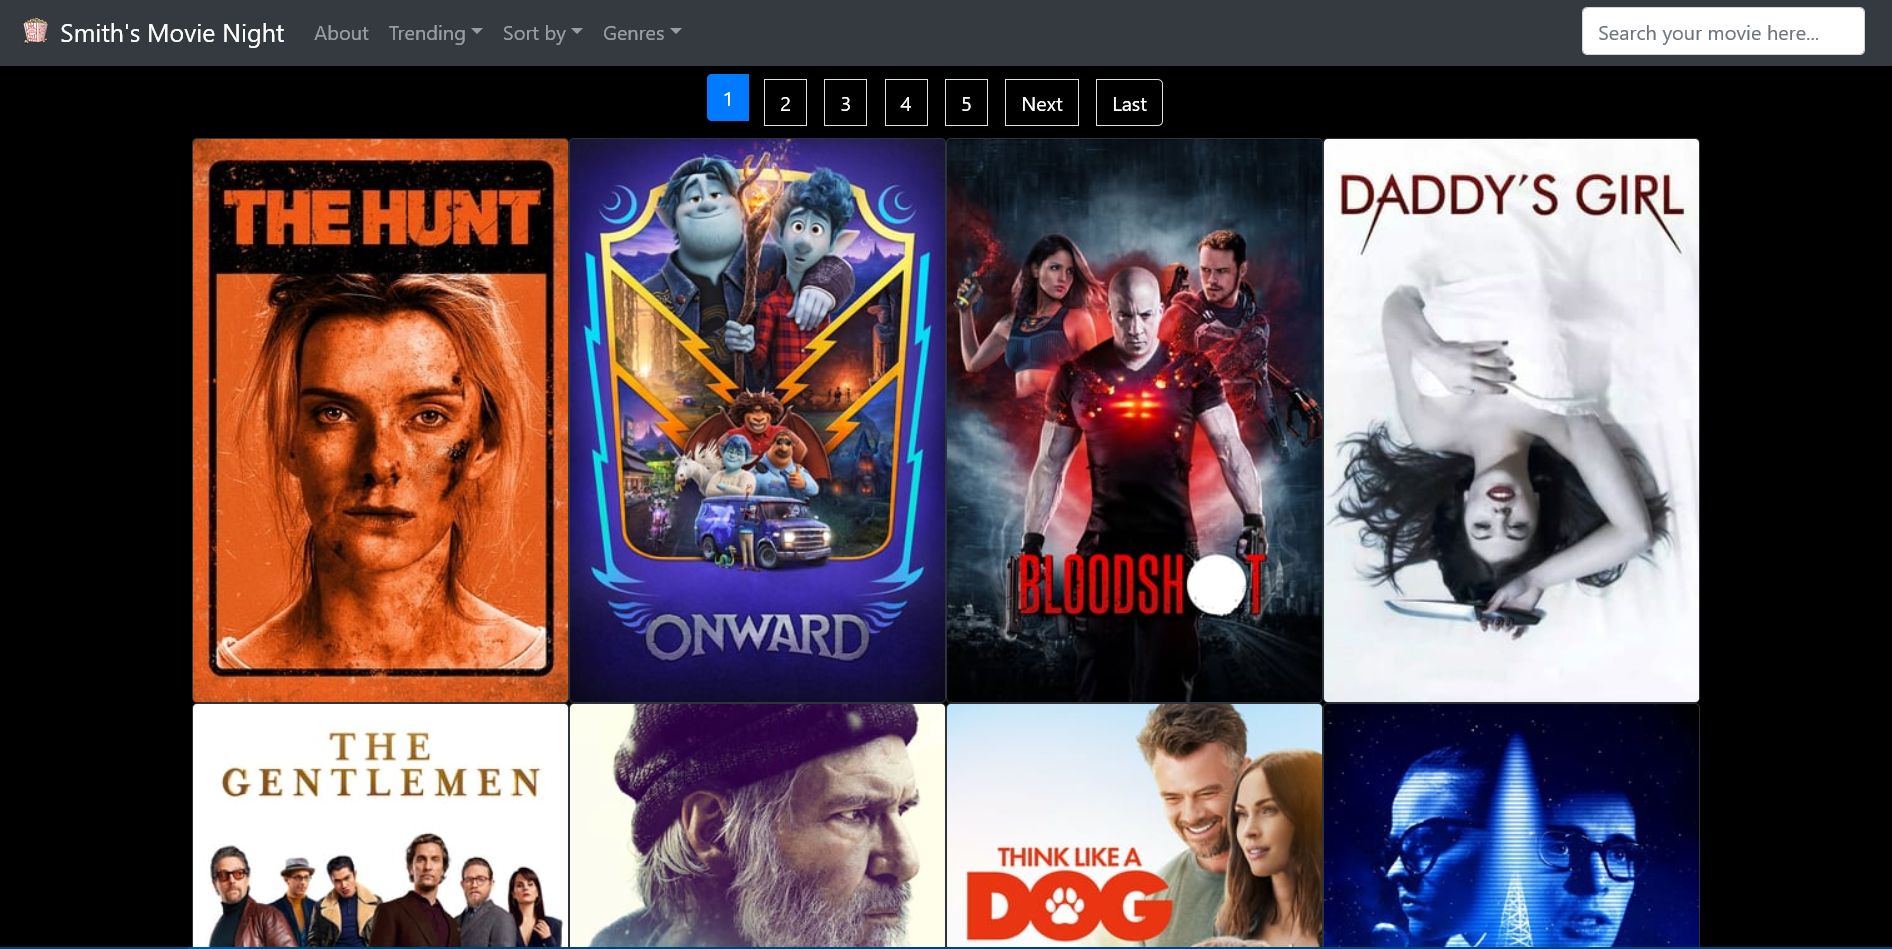 Smith's Movie Night
About
Trending
Sort by
Genres
Search your movie here...
1
2
3
4
5
Next
Last
THE HUNT
ONWARD
BLOODSH T
DADDY'S GIRL
THE
GENTLEMEN
THINK LIKE A
DOG